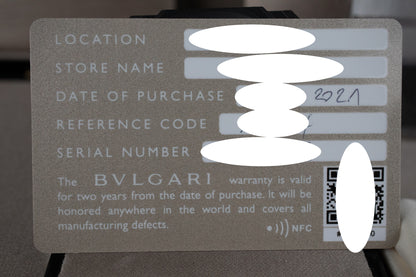 LOCATION
STORE NAME
DATE OF PURCHASE 2021
REFERENCE CODE
SERIAL NUMBER
The BVLGARI warranty is valid
for two years from the date of purchase. It will be
honored anywhere in the world and covers all
manufacturing defects.
NFC